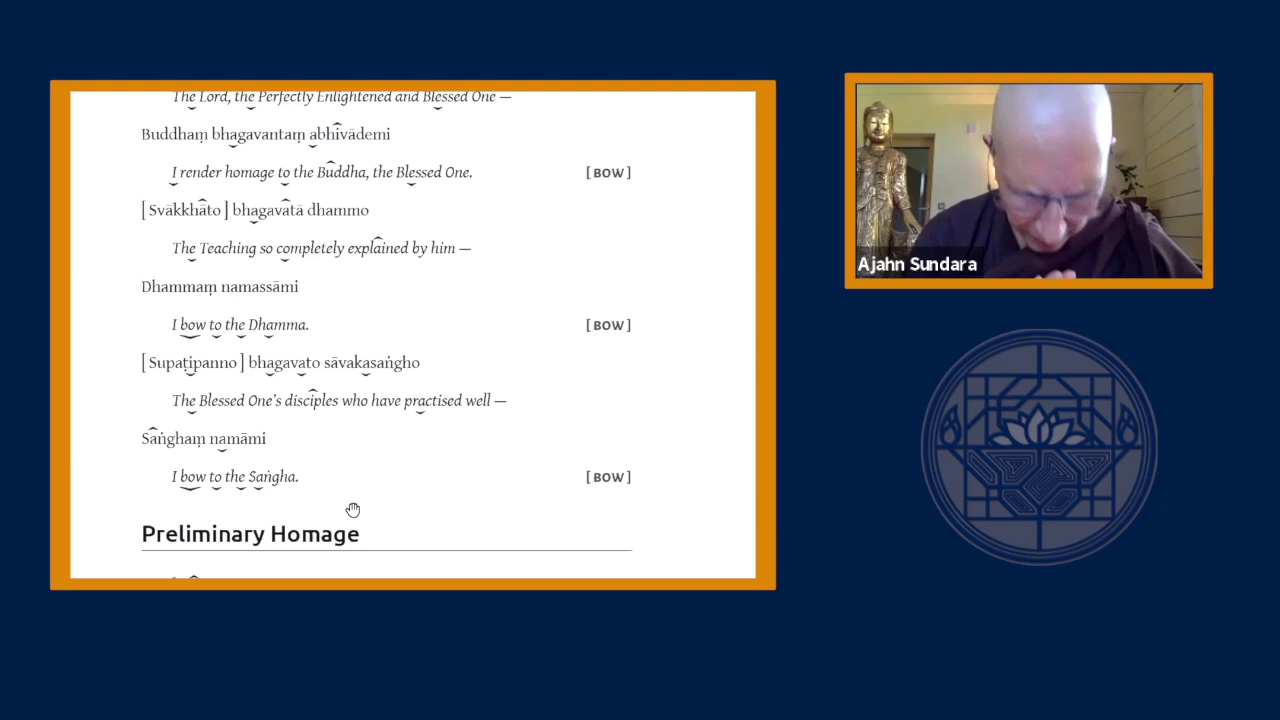 The Lord, the Perfectly Enlightened and Blessed One —
Buddhaṃ bhagavantaṃ abhivādemi
I render homage to the Buddha, the Blessed One. [ BOW ]
[ Svākkhāto ] bhagavatā dhammo
The Teaching so completely explained by him —
Dhammaṃ namassāmi
I bow to the Dhamma. [ BOW ]
[ Supaṭipanno ] bhagavato sāvakasaṅgho
The Blessed One's disciples who have practised well —
Saṅghaṃ namāmi
I bow to the Saṅgha. [ BOW ]
Preliminary Homage
Ajahn Sundara